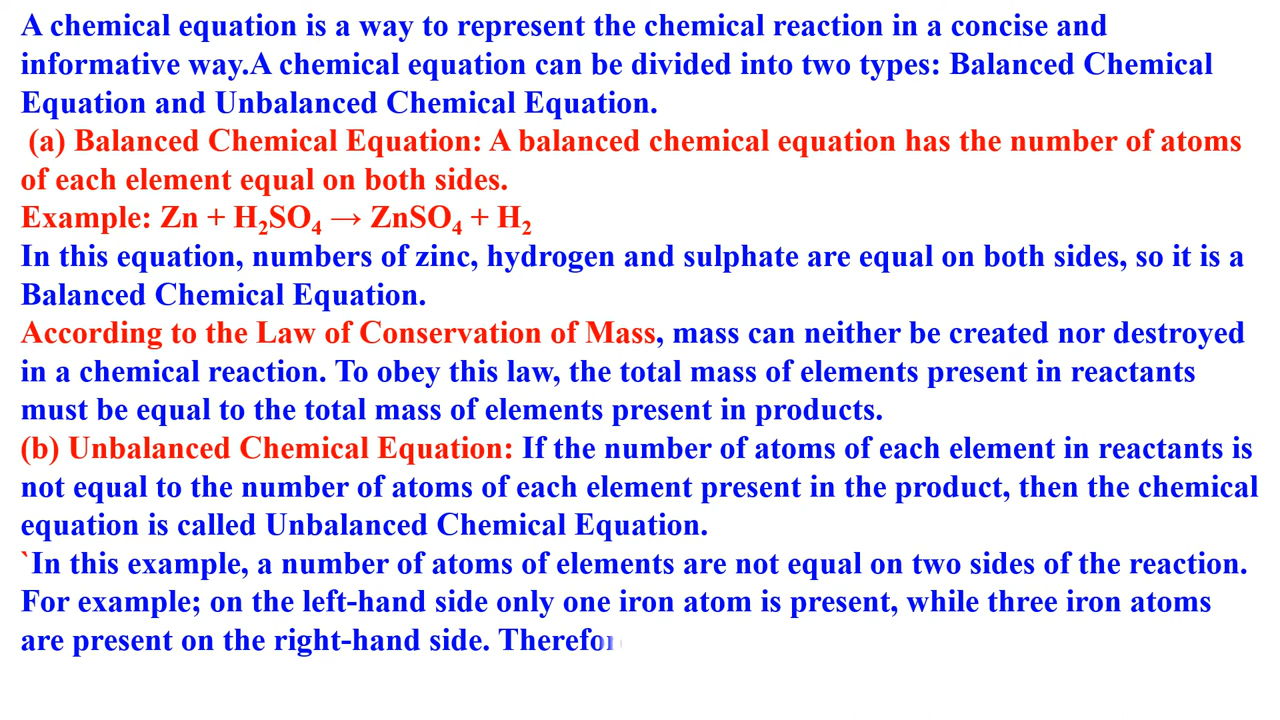 A chemical equation is a way to represent the chemical reaction in a concise and
informative way.A chemical equation can be divided into two types: Balanced Chemical
Equation and Unbalanced Chemical Equation.
(a) Balanced Chemical Equation: A balanced chemical equation has the number of atoms
of each element equal on both sides.
Example: Zn + H₂SO₄ → ZnSO₄ + H₂
In this equation, numbers of zinc, hydrogen and sulphate are equal on both sides, so it is a
Balanced Chemical Equation.
According to the Law of Conservation of Mass, mass can neither be created nor destroyed
in a chemical reaction. To obey this law, the total mass of elements present in reactants
must be equal to the total mass of elements present in products.
(b) Unbalanced Chemical Equation: If the number of atoms of each element in reactants is
not equal to the number of atoms of each element present in the product, then the chemical
equation is called Unbalanced Chemical Equation.
`In this example, a number of atoms of elements are not equal on two sides of the reaction.
For example; on the left-hand side only one iron atom is present, while three iron atoms
are present on the right-hand side.